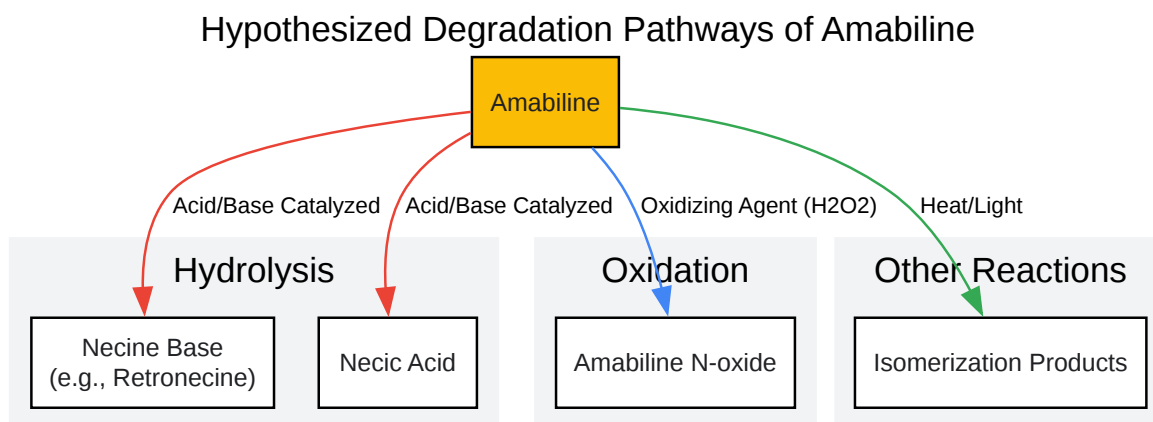 Hypothesized Degradation Pathways of Amabiline
Amabiline
Acid/Base Catalyzed
Acid/Base Catalyzed
Oxidizing Agent (H2O2)
Heat/Light
Hydrolysis
Oxidation
Other Reactions
Necine Base
(e.g., Retronecine)
Necic Acid
Amabiline N-oxide
Isomerization Products